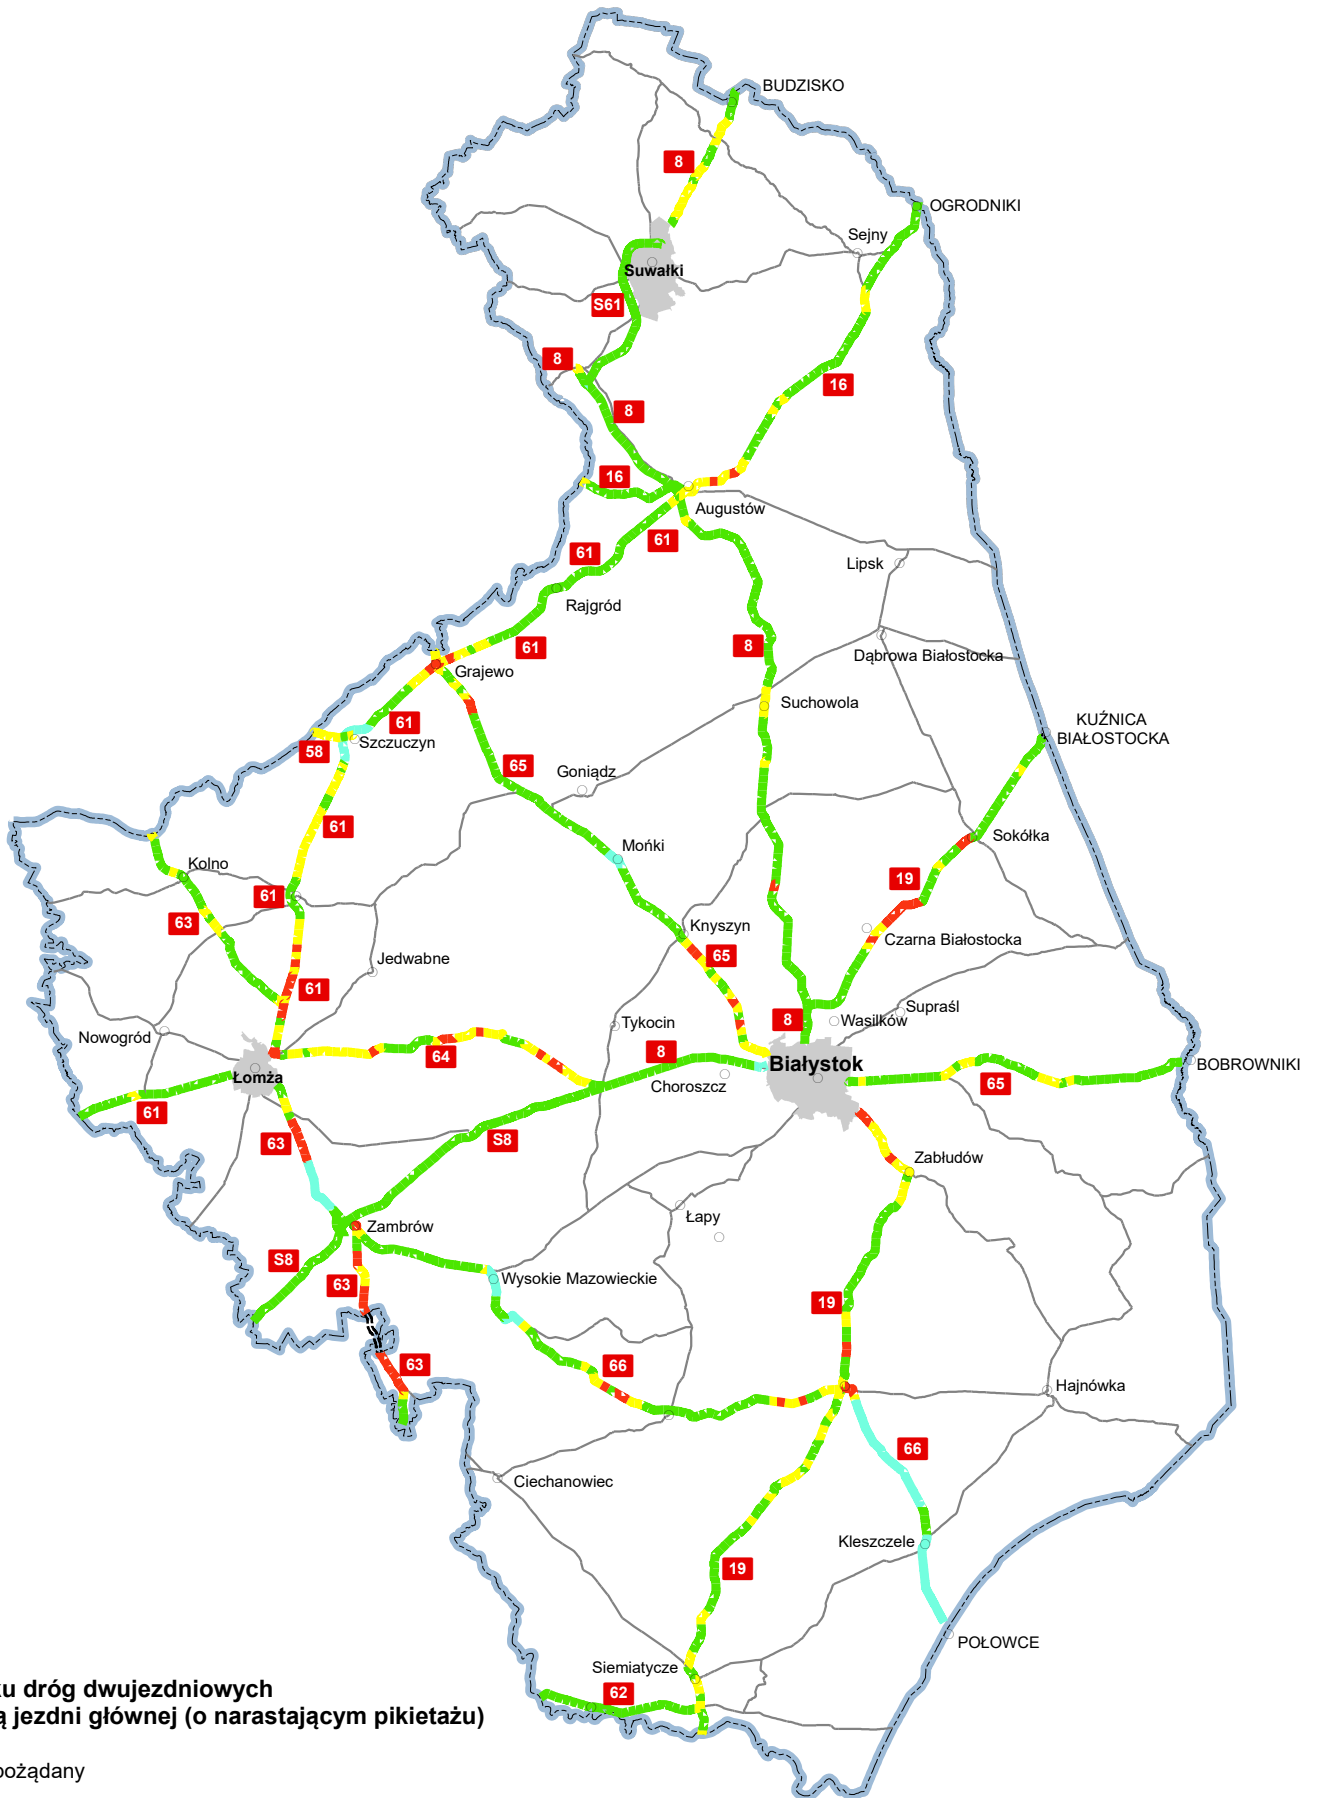 BUDZISKO
8
OGRODNIKI
Sejny
Suwałki
S61
8
16
8
16
Augustów
61
61
Lipsk
Rajgród
61
8
Dąbrowa Białostocka
Grajewo
Suchowola
61
KUŹNICA
BIAŁOSTOCKA
58
Szczuczyn
65
Goniądz
61
Sokółka
Mońki
Kolno
61
19
63
Knyszyn
Czarna Białostocka
65
Jedwabne
61
Supraśl
Nowogród
Tykocin
8
Wasilków
64
8
Białystok
BOBROWNIKI
Łomża
Choroszcz
65
61
63
S8
Zabłudów
Łapy
Zambrów
S8
63
Wysokie Mazowieckie
19
63
66
Hajnówka
66
Ciechanowiec
Kleszczele
19
POŁOWCE
Siemiatycze
62
u dróg dwujezdniowych
jezdni głównej (o narastającym pikietażu)
pożądany